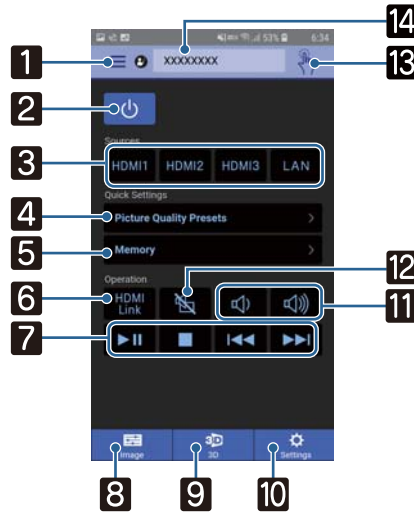 14
53% 6:34
1 XXXXXXXX 13
2
Sources
3 HDMI1 HDMI2 HDMI3 LAN
Quick Settings
4 Picture Quality Presets
5 Memory
12
Operation
6 HDMI Link
11
7
Image 3D 3D Settings
8 9 10